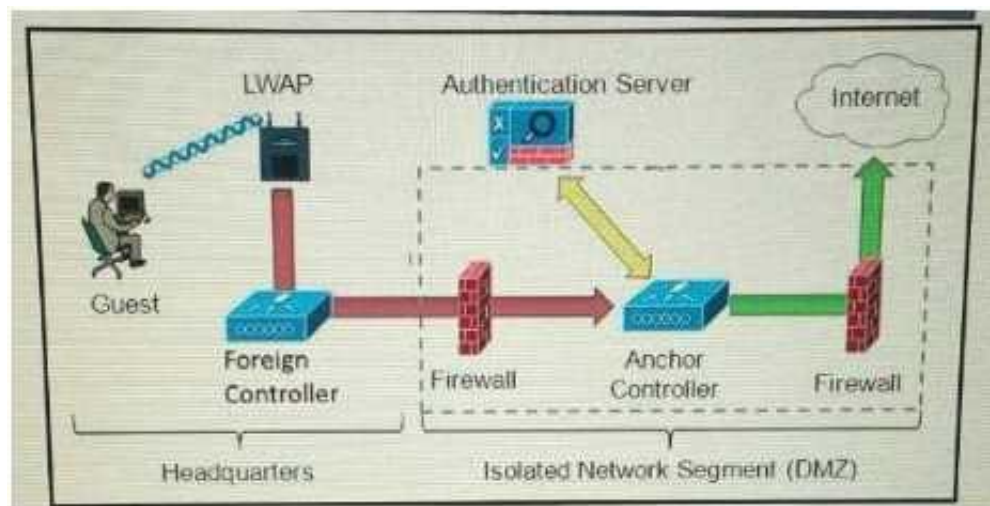 LWAP
Authentication Server
Internet
Guest
Foreign
Controller
Firewall
Anchor
Controller
Firewall
Headquarters
Isolated Network Segment (DMZ)